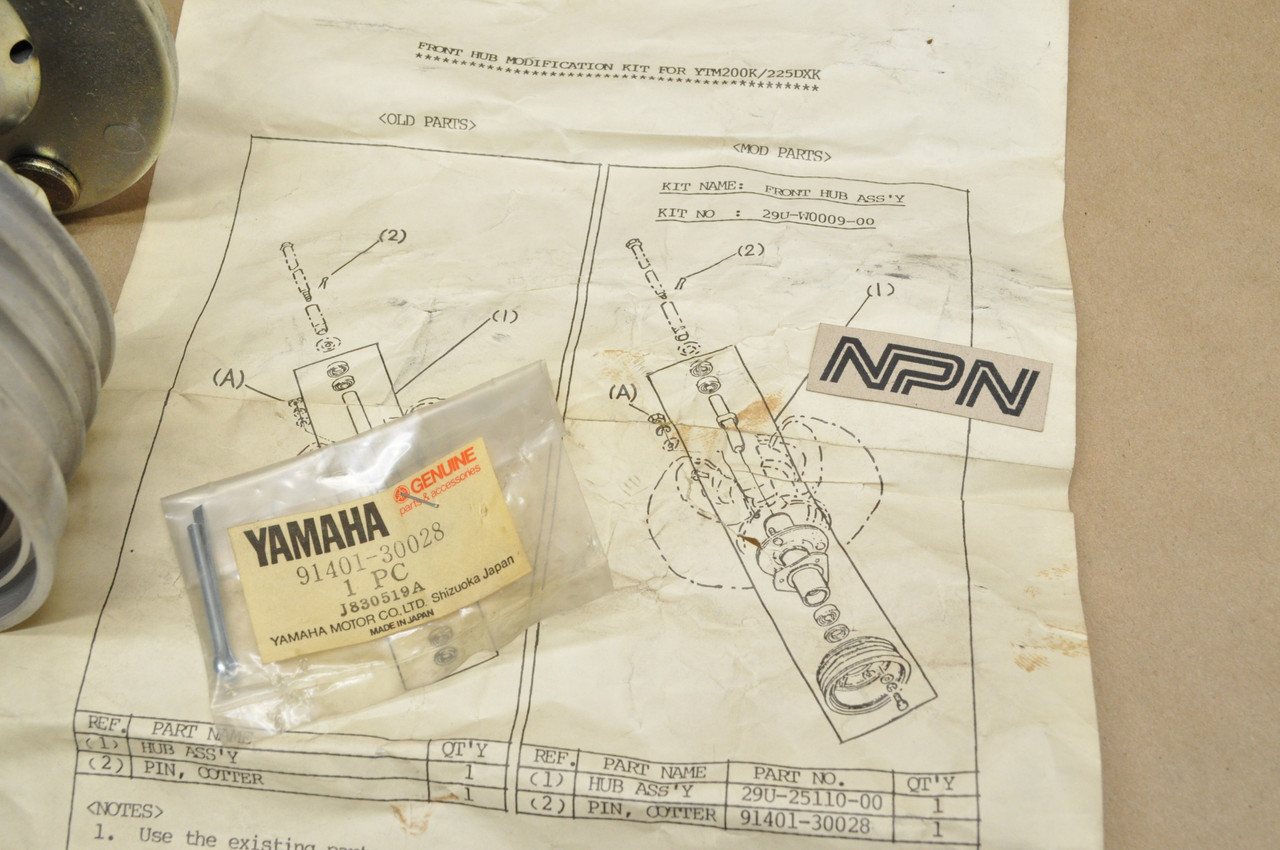 FRONT HUB MODIFICATION KIT FOR YTM200K/225DXK
****************************************
<OLD PARTS>
<MOD PARTS>
KIT NAME: FRONT HUB ASS'Y
KIT NO : 29U-W0009-00
(2)
(1)
(A)
(2)
(1)
(A)
NPN
GENUINE
parts & accessories
YAMAHA
91401-30028
1 PC
J830519A
YAMAHA MOTOR CO.,LTD. Shizuoka Japan
MADE IN JAPAN
REF. PART NAME QT'Y
(1) HUB ASS'Y 1
(2) PIN, COTTER 1
REF. PART NAME PART NO. QT'Y
(1) HUB ASS'Y 29U-25110-00 1
(2) PIN, COTTER 91401-30028 1
<NOTES>
1. Use the existing